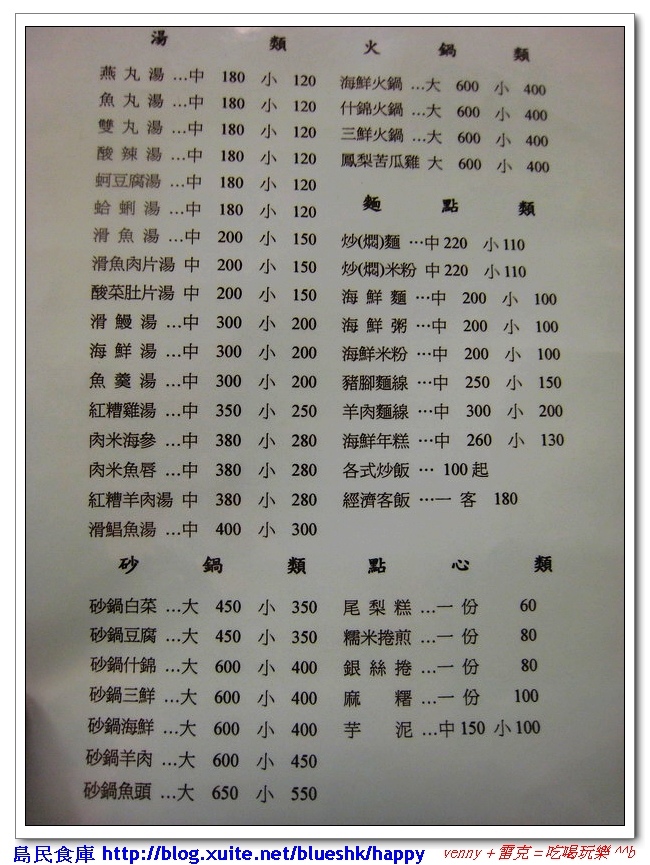 湯 類
燕丸湯 …中 180 小 120
魚丸湯 …中 180 小 120
雙丸湯 …中 180 小 120
酸辣湯 …中 180 小 120
蚵豆腐湯 …中 180 小 120
蛤蜊湯 …中 180 小 120
滑魚湯 …中 200 小 150
滑魚肉片湯 中 200 小 150
酸菜肚片湯 中 200 小 150
滑鰻湯 …中 300 小 200
海鮮湯 …中 300 小 200
魚羹湯 …中 300 小 200
紅糟雞湯 …中 350 小 250
肉米海參 …中 380 小 280
肉米魚唇 …中 380 小 280
紅糟羊肉湯 中 380 小 280
滑鯧魚湯 …中 400 小 300
火鍋類
海鮮火鍋 …大 600 小 400
什錦火鍋 …大 600 小 400
三鮮火鍋 …大 600 小 400
鳳梨苦瓜雞 大 600 小 400
麵點類
炒(燜)麵 …中 220 小 110
炒(燜)米粉 中 220 小 110
海鮮麵 …中 200 小 100
海鮮粥 …中 200 小 100
海鮮米粉 …中 200 小 100
豬腳麵線 …中 250 小 150
羊肉麵線 …中 300 小 200
海鮮年糕 …中 260 小 130
各式炒飯 … 100起
經濟客飯 …一客 180
砂鍋類
砂鍋白菜 …大 450 小 350
砂鍋豆腐 …大 450 小 350
砂鍋什錦 …大 600 小 400
砂鍋三鮮 …大 600 小 400
砂鍋海鮮 …大 600 小 400
砂鍋羊肉 …大 600 小 450
砂鍋魚頭 …大 650 小 550
點心類
尾梨糕 …一份 60
糯米捲煎 …一份 80
銀絲捲 …一份 80
麻糬 …一份 100
芋泥 …中 150 小 100
島民食庫 http://blog.xuite.net/blueshk/happy venny + 雷克 = 吃喝玩樂 ^^b